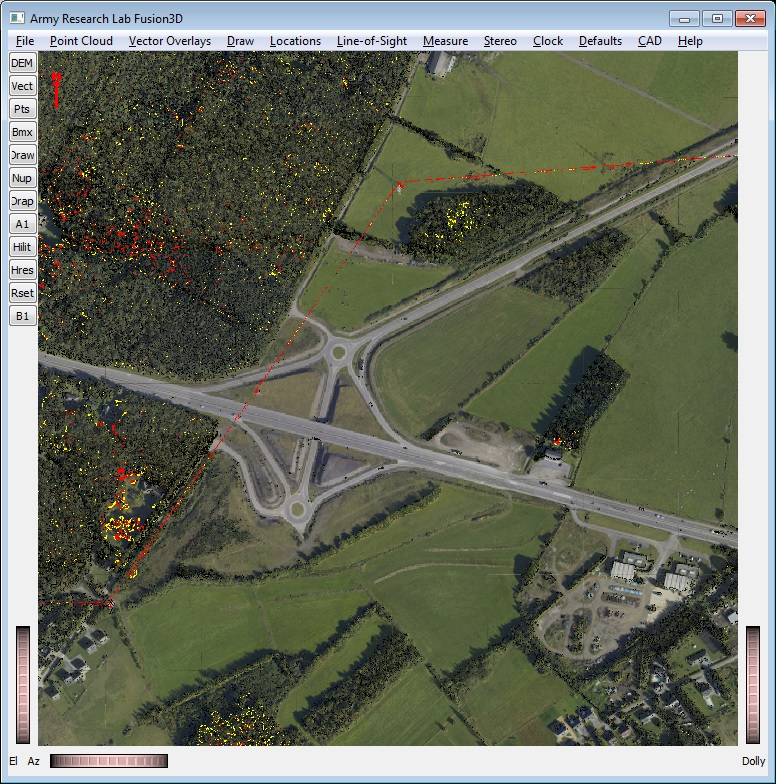 Army Research Lab Fusion3D
File Point Cloud Vector Overlays Draw Locations Line-of-Sight Measure Stereo Clock Defaults CAD Help
DEM
Vect
Pts
Bmx
Draw
Nup
Drap
A1
Hilit
Hres
Rset
B1
El Az Dolly